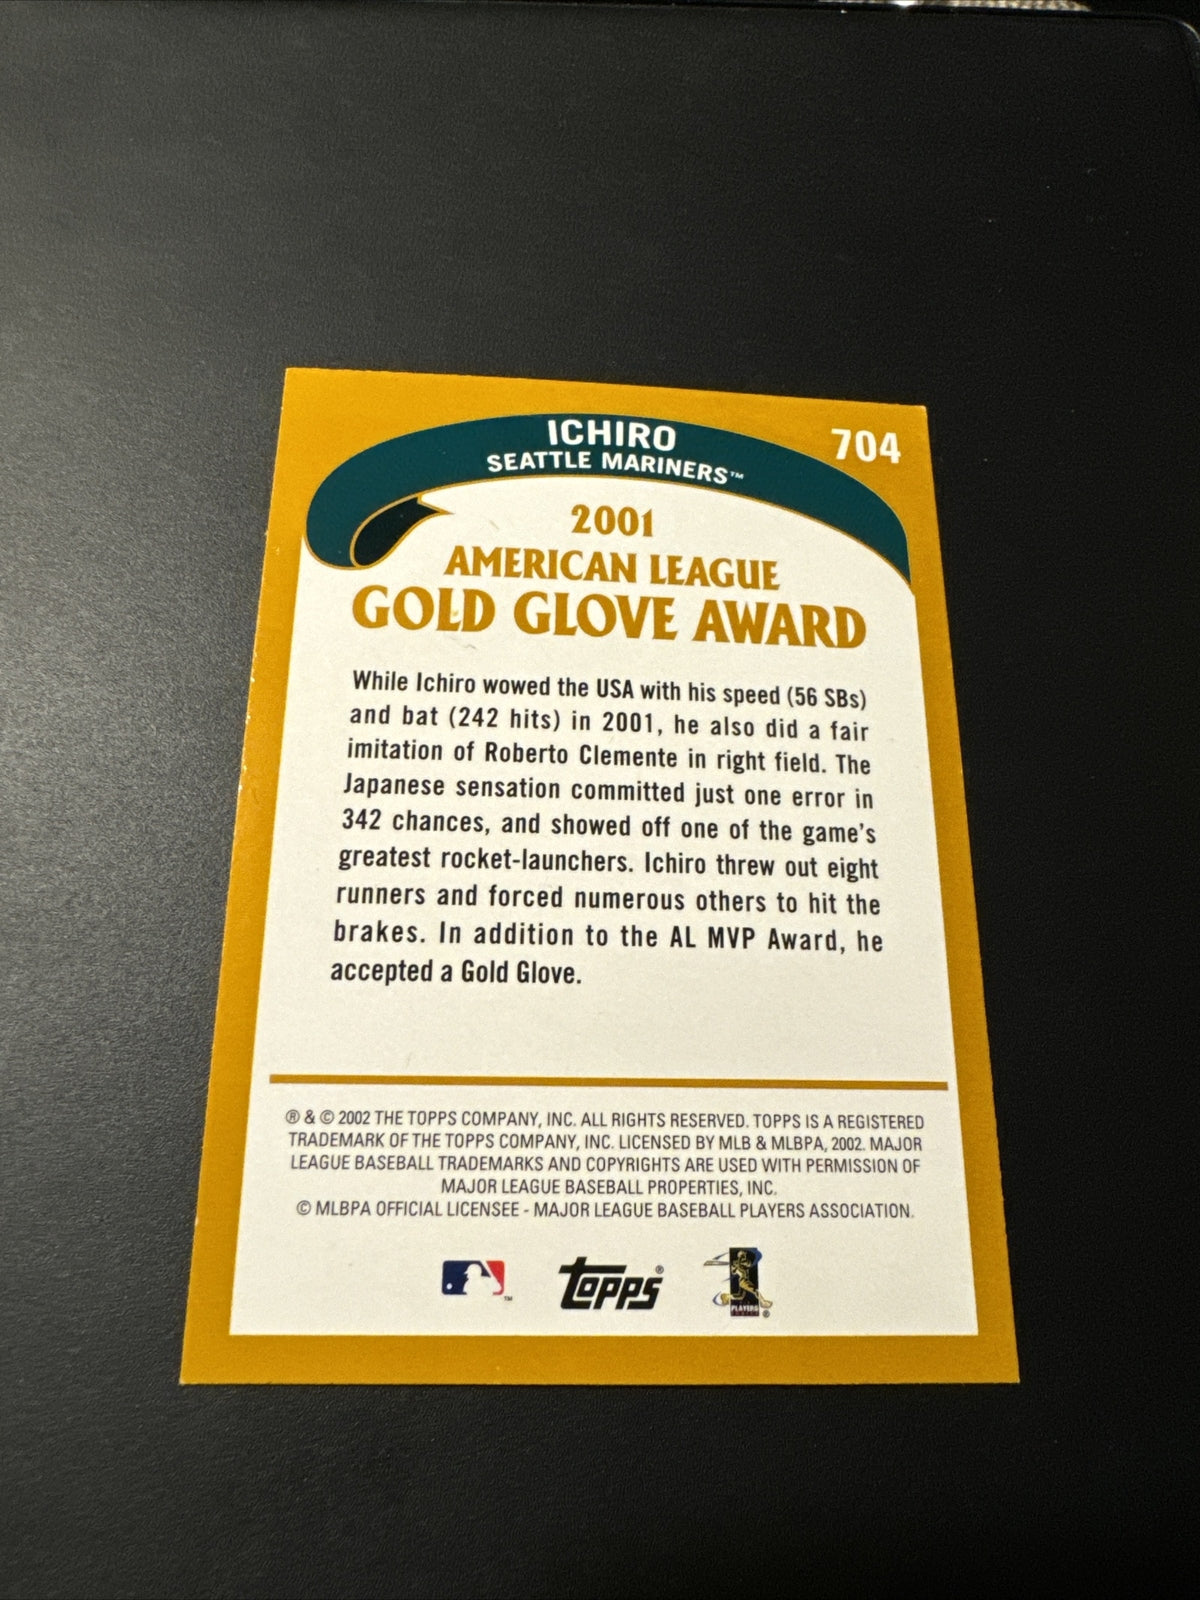 ICHIRO
704
SEATTLE MARINERS™
2001
AMERICAN LEAGUE
GOLD GLOVE AWARD
While Ichiro wowed the USA with his speed (56 SBs)
and bat (242 hits) in 2001, he also did a fair
imitation of Roberto Clemente in right field. The
Japanese sensation committed just one error in
342 chances, and showed off one of the game's
greatest rocket-launchers. Ichiro threw out eight
runners and forced numerous others to hit the
brakes. In addition to the AL MVP Award, he
accepted a Gold Glove.
® & © 2002 THE TOPPS COMPANY, INC. ALL RIGHTS RESERVED. TOPPS IS A REGISTERED
TRADEMARK OF THE TOPPS COMPANY, INC. LICENSED BY MLB & MLBPA, 2002. MAJOR
LEAGUE BASEBALL TRADEMARKS AND COPYRIGHTS ARE USED WITH PERMISSION OF
MAJOR LEAGUE BASEBALL PROPERTIES, INC.
© MLBPA OFFICIAL LICENSEE - MAJOR LEAGUE BASEBALL PLAYERS ASSOCIATION.
™ Topps® PLAYERS ®